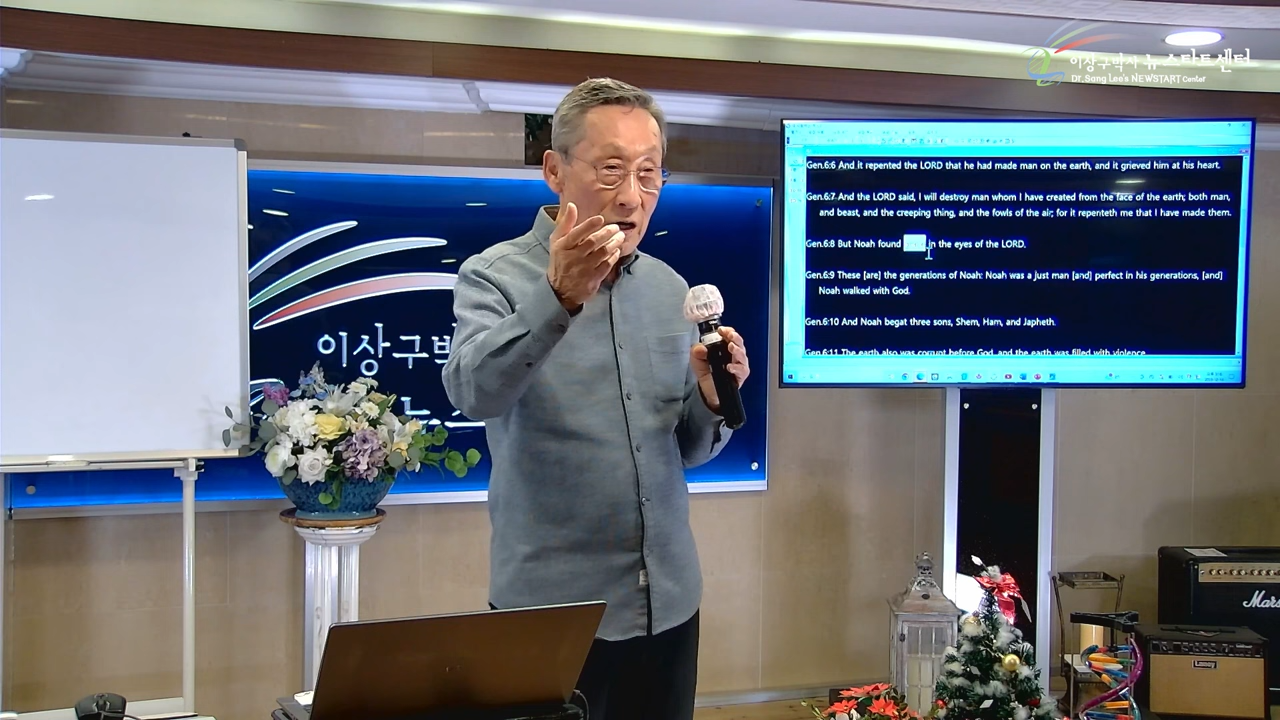 이상구박사 뉴스타트센터
Dr. Sang Lee's NEWSTART Center
Gen.6:6 And it repented the LORD that he had made man on the earth, and it grieved him at his heart.
Gen.6:7 And the LORD said, I will destroy man whom I have created from the face of the earth; both man,
and beast, and the creeping thing, and the fowls of the air; for it repenteth me that I have made them.
Gen.6:8 But Noah found in the eyes of the LORD.
Gen.6:9 These [are] the generations of Noah: Noah was a just man [and] perfect in his generations, [and]
Noah walked with God.
Gen.6:10 And Noah begat three sons, Shem, Ham, and Japheth.
Gen.6:11 The earth also was corrupt before God, and the earth was filled with violence.
이상구박
Mars
Laney